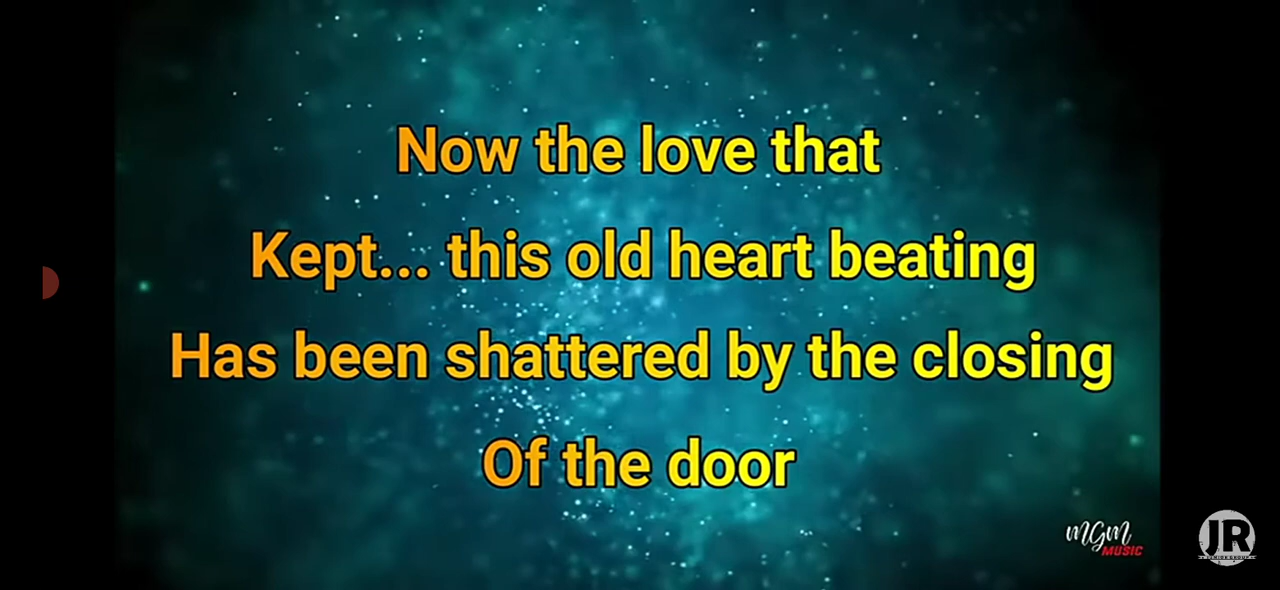 Now the love that
Kept... this old heart beating
Has been shattered by the closing
Of the door
mGm
MUSIC
JR